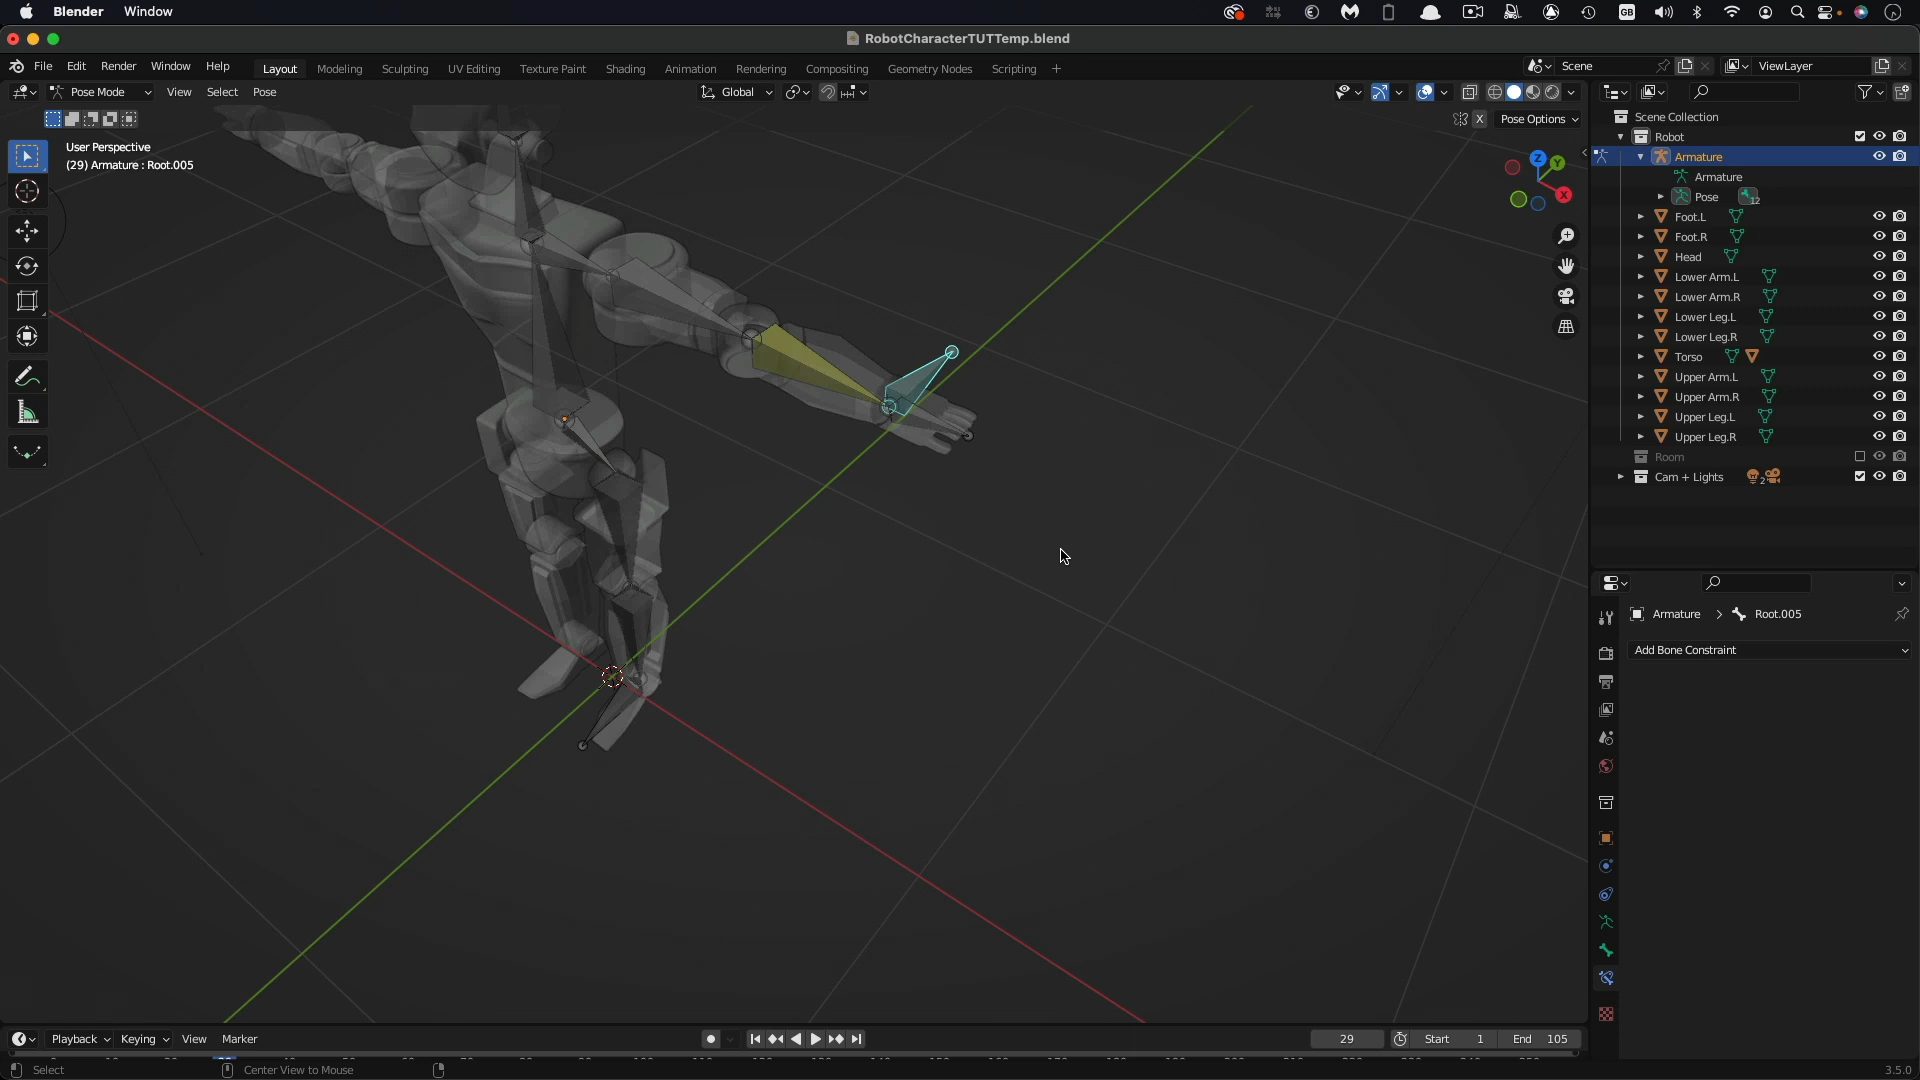 Blender Window
GB
RobotCharacterTUTTemp.blend
File Edit Render Window Help Layout Modeling Sculpting UV Editing Texture Paint Shading Animation Rendering Compositing Geometry Nodes Scripting + Scene ViewLayer
Pose Mode View Select Pose Global
X Pose Options
User Perspective
(29) Armature : Root.005
Z Y X
Scene Collection
Robot
Armature
Armature
Pose 12
Foot.L
Foot.R
Head
Lower Arm.L
Lower Arm.R
Lower Leg.L
Lower Leg.R
Torso
Upper Arm.L
Upper Arm.R
Upper Leg.L
Upper Leg.R
Room
Cam + Lights 2
Armature > Root.005
Add Bone Constraint
Playback Keying View Marker 29 Start 1 End 105
Select Center View to Mouse 3.5.0